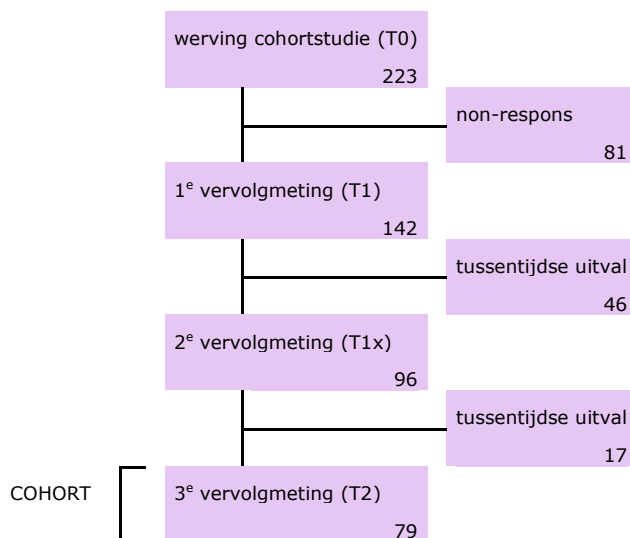 werving cohortstudie (T0)
223
non-respons
81
1e vervolgmeting (T1)
142
tussentijdse uitval
46
2e vervolgmeting (T1x)
96
tussentijdse uitval
17
COHORT
3e vervolgmeting (T2)
79